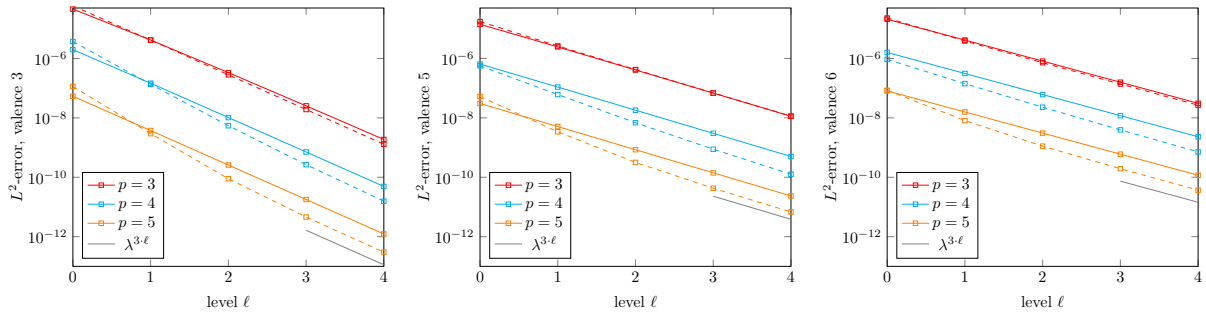 L²-error, valence 3
10⁻⁶
10⁻⁸
10⁻¹⁰
10⁻¹²
p = 3
p = 4
p = 5
λ³·ℓ
0 1 2 3 4
level ℓ
L²-error, valence 5
10⁻⁶
10⁻⁸
10⁻¹⁰
10⁻¹²
p = 3
p = 4
p = 5
λ³·ℓ
0 1 2 3 4
level ℓ
L²-error, valence 6
10⁻⁶
10⁻⁸
10⁻¹⁰
10⁻¹²
p = 3
p = 4
p = 5
λ³·ℓ
0 1 2 3 4
level ℓ